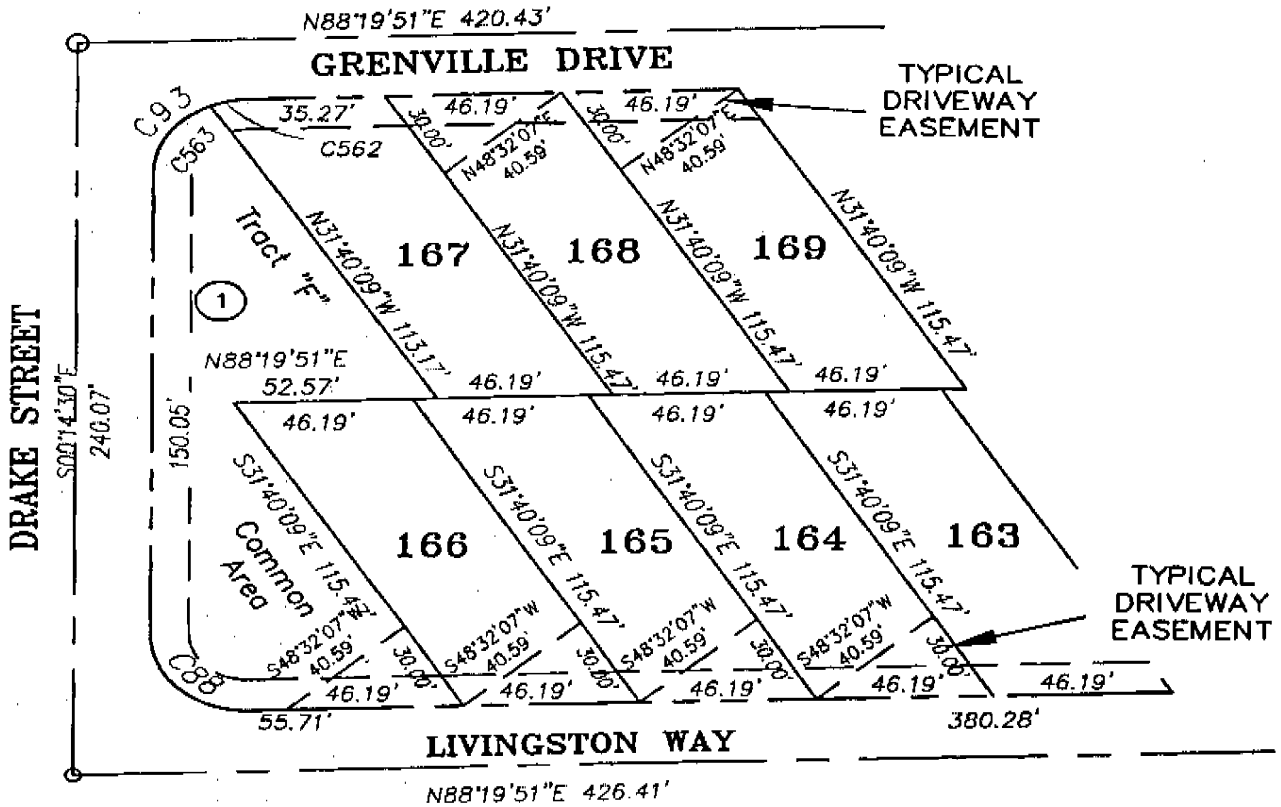 N88°19'51"E 420.43'
GRENVILLE DRIVE
TYPICAL
DRIVEWAY
EASEMENT
C93
35.27'
46.19'
46.19'
C563
C562
30.00'
N48°32'07"E
40.59'
30.00'
N48°32'07"E
40.59'
Tract "F"
N31°40'09"W 113.17'
167
N31°40'09"W 115.47'
168
N31°40'09"W 115.47'
169
N31°40'09"W 115.47'
1
DRAKE STREET
S00°14'30"E
240.07"
150.05'
N88°19'51"E
52.57'
46.19'
46.19'
46.19'
46.19'
46.19'
46.19'
46.19'
S31°40'09"E 115.47'
166
S31°40'09"E 115.47'
165
S31°40'09"E 115.47'
164
S31°40'09"E 115.47'
163
Common
Area
TYPICAL
DRIVEWAY
EASEMENT
C88
S48°32'07"W
40.59'
30.00'
S48°32'07"W
40.59'
30.00'
S48°32'07"W
40.59'
30.00'
S48°32'07"W
40.59'
30.00'
46.19'
46.19'
46.19'
46.19'
46.19'
55.71'
380.28'
LIVINGSTON WAY
N88°19'51"E 426.41'